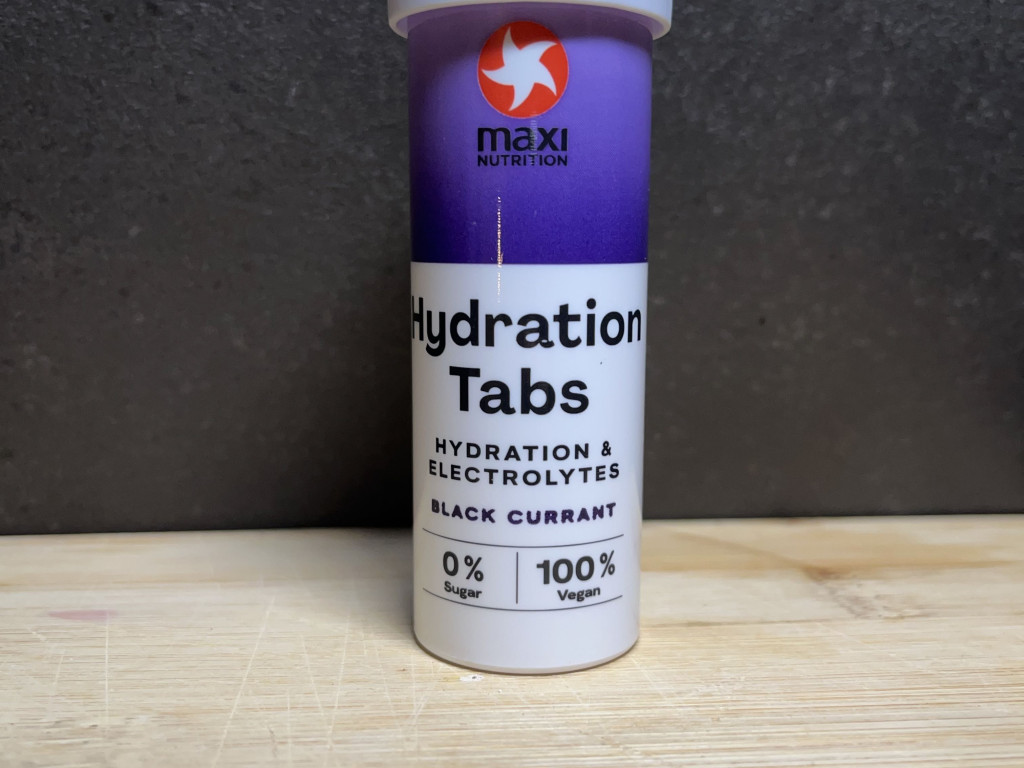 maxi
NUTRITION
Hydration
Tabs
HYDRATION &
ELECTROLYTES
BLACK CURRANT
0% 100%
Sugar Vegan